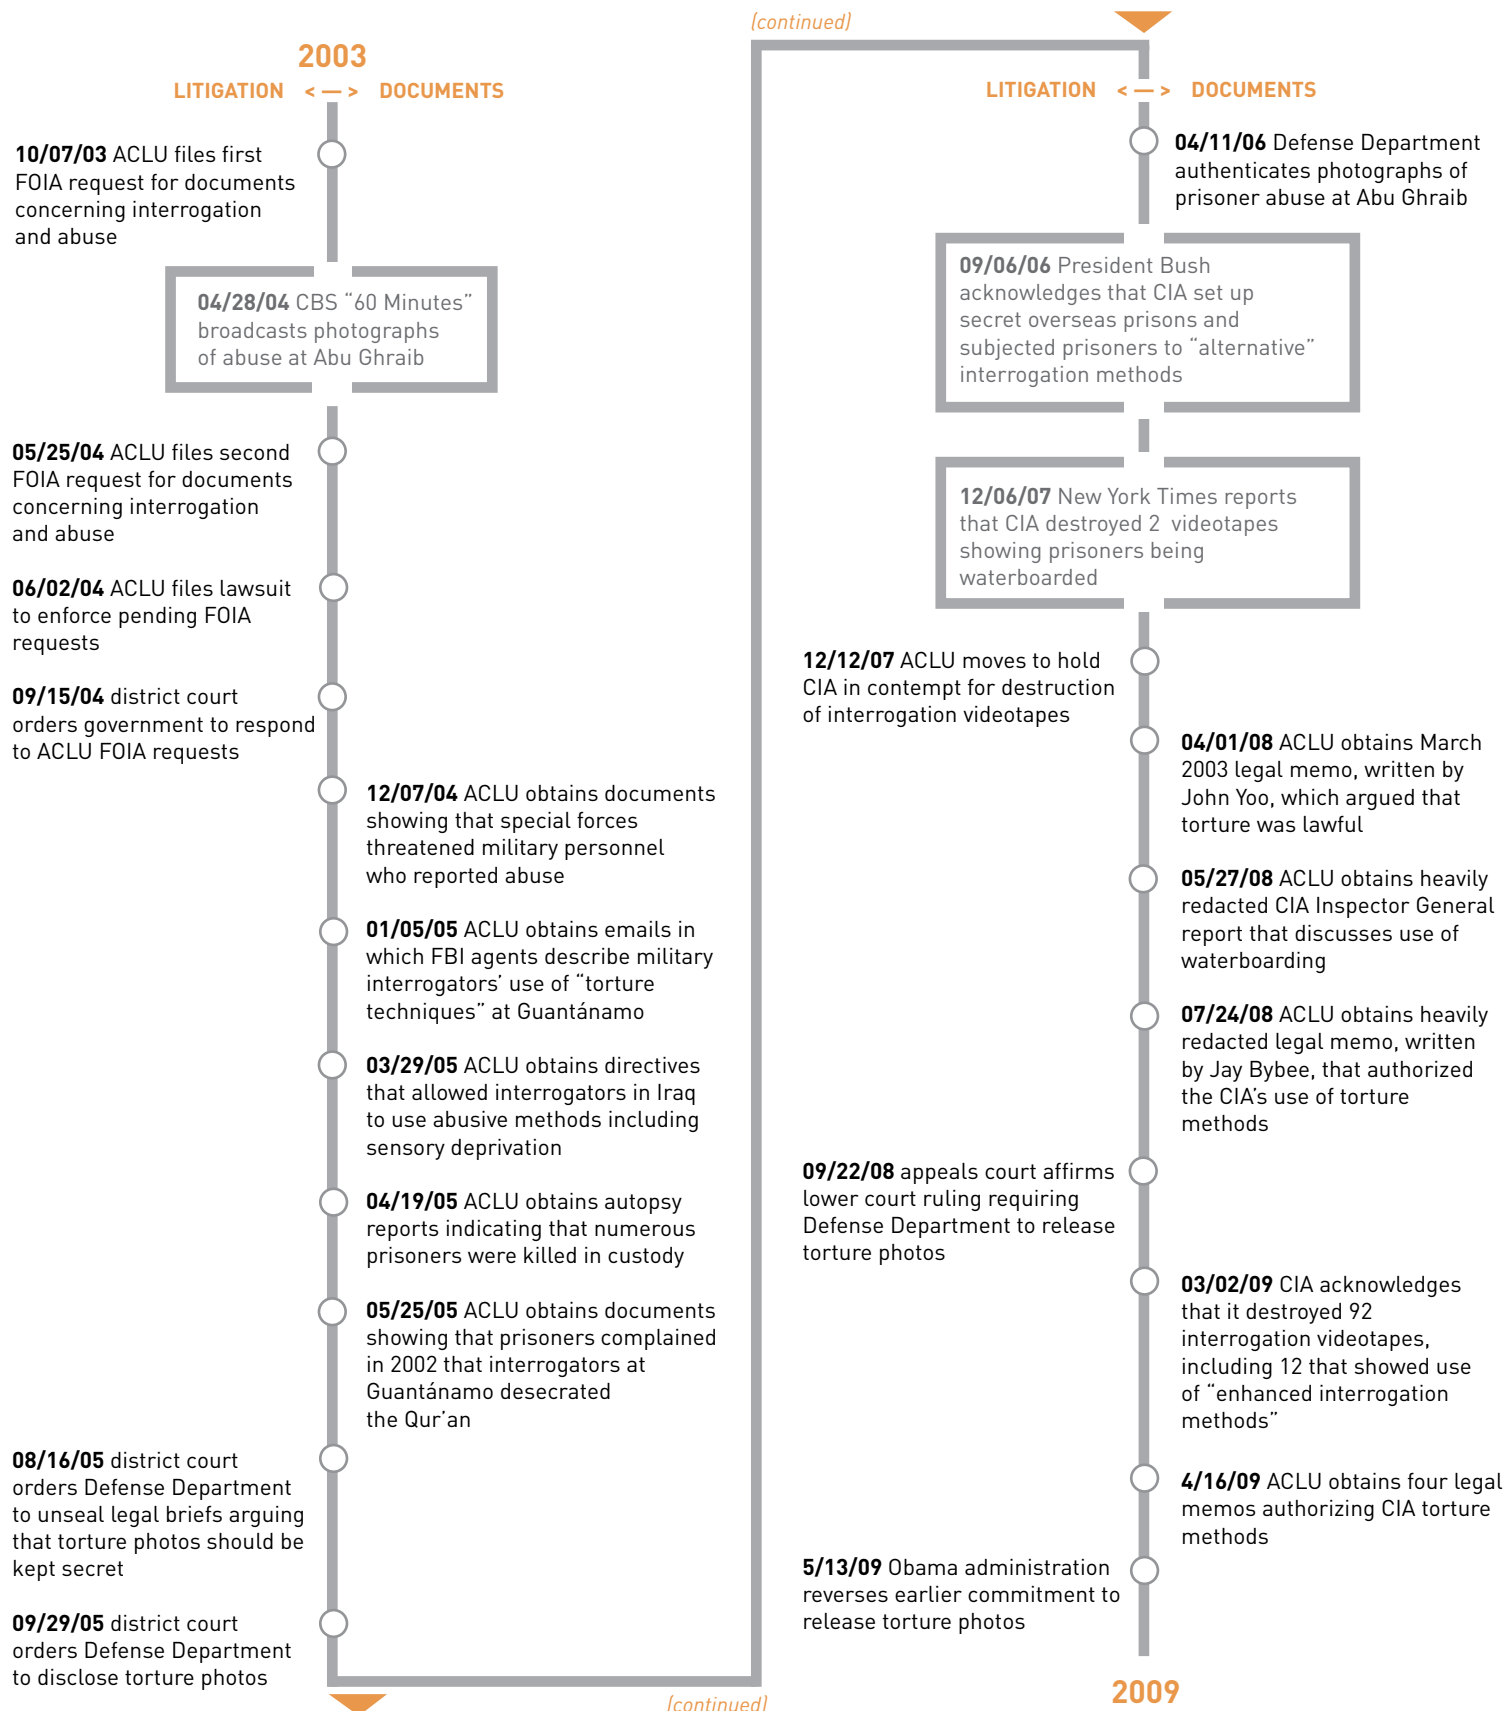 2003
LITIGATION < — > DOCUMENTS
10/07/03 ACLU files first
FOIA request for documents
concerning interrogation
and abuse
04/28/04 CBS “60 Minutes”
broadcasts photographs
of abuse at Abu Ghraib
05/25/04 ACLU files second
FOIA request for documents
concerning interrogation
and abuse
06/02/04 ACLU files lawsuit
to enforce pending FOIA
requests
09/15/04 district court
orders government to respond
to ACLU FOIA requests
12/07/04 ACLU obtains documents
showing that special forces
threatened military personnel
who reported abuse
01/05/05 ACLU obtains emails in
which FBI agents describe military
interrogators’ use of “torture
techniques” at Guantánamo
03/29/05 ACLU obtains directives
that allowed interrogators in Iraq
to use abusive methods including
sensory deprivation
04/19/05 ACLU obtains autopsy
reports indicating that numerous
prisoners were killed in custody
05/25/05 ACLU obtains documents
showing that prisoners complained
in 2002 that interrogators at
Guantánamo desecrated
the Qur’an
08/16/05 district court
orders Defense Department
to unseal legal briefs arguing
that torture photos should be
kept secret
09/29/05 district court
orders Defense Department
to disclose torture photos
(continued)
(continued)
LITIGATION < — > DOCUMENTS
04/11/06 Defense Department
authenticates photographs of
prisoner abuse at Abu Ghraib
09/06/06 President Bush
acknowledges that CIA set up
secret overseas prisons and
subjected prisoners to “alternative”
interrogation methods
12/06/07 New York Times reports
that CIA destroyed 2 videotapes
showing prisoners being
waterboarded
12/12/07 ACLU moves to hold
CIA in contempt for destruction
of interrogation videotapes
04/01/08 ACLU obtains March
2003 legal memo, written by
John Yoo, which argued that
torture was lawful
05/27/08 ACLU obtains heavily
redacted CIA Inspector General
report that discusses use of
waterboarding
07/24/08 ACLU obtains heavily
redacted legal memo, written
by Jay Bybee, that authorized
the CIA’s use of torture
methods
09/22/08 appeals court affirms
lower court ruling requiring
Defense Department to release
torture photos
03/02/09 CIA acknowledges
that it destroyed 92
interrogation videotapes,
including 12 that showed use
of “enhanced interrogation
methods”
4/16/09 ACLU obtains four legal
memos authorizing CIA torture
methods
5/13/09 Obama administration
reverses earlier commitment to
release torture photos
2009